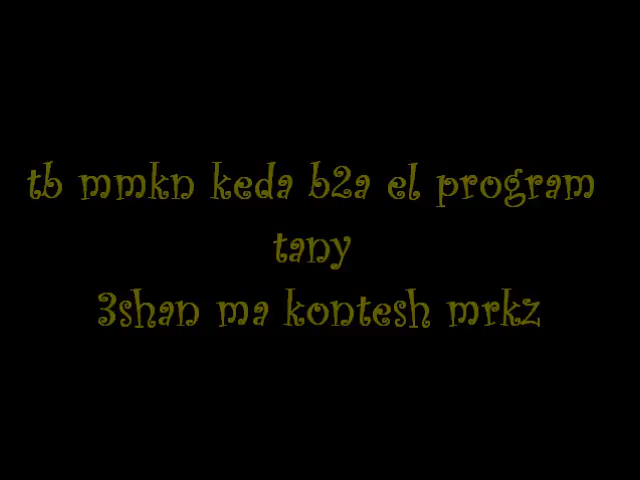 tb mmkn keda b2a el program
tany
3shan ma kontesh mrkz